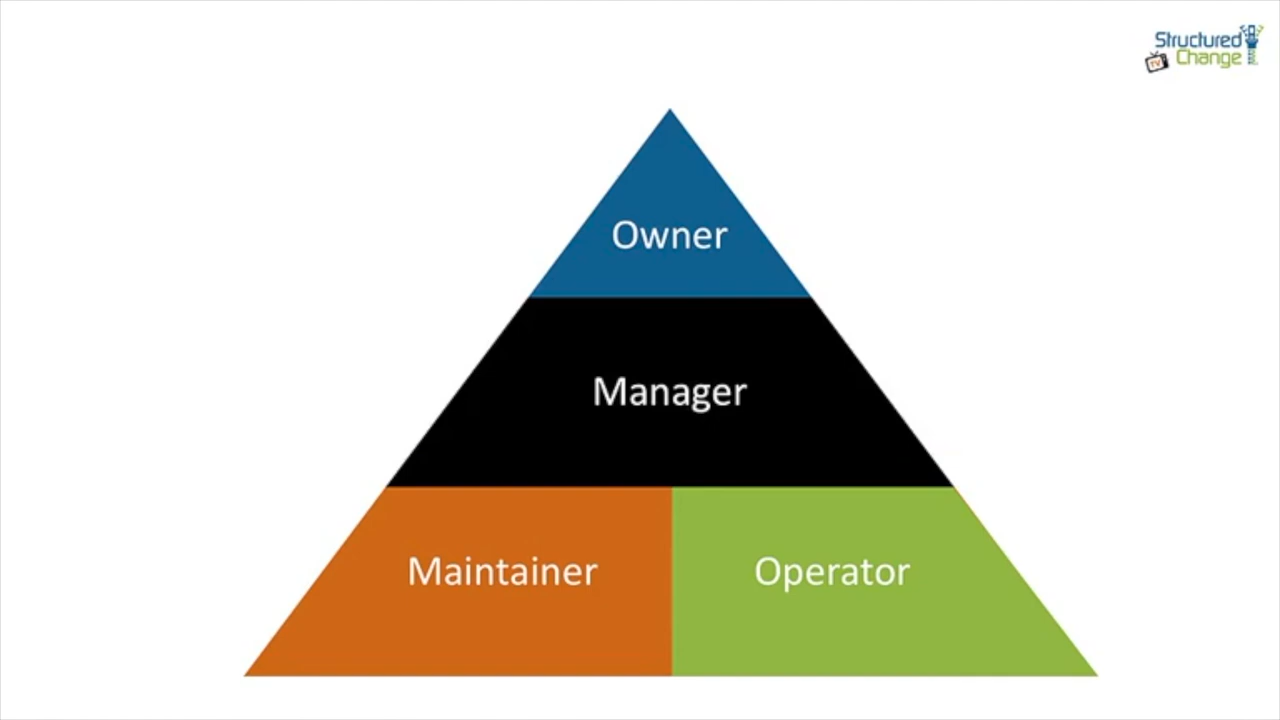 Structured
TV Change
Owner
Manager
Maintainer Operator